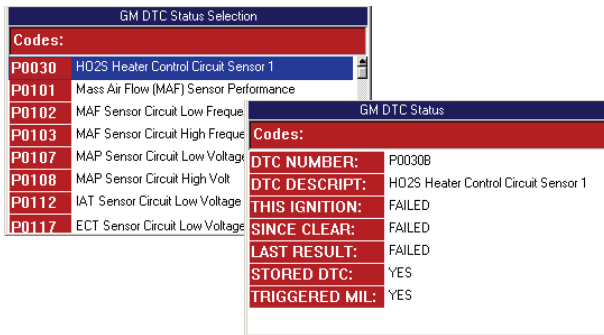 GM DTC Status Selection
Codes:
P0030 HO2S Heater Control Circuit Sensor 1
P0101 Mass Air Flow (MAF) Sensor Performance
P0102 MAF Sensor Circuit Low Freque
P0103 MAF Sensor Circuit High Freque
P0107 MAP Sensor Circuit Low Voltage
P0108 MAP Sensor Circuit High Volt
P0112 IAT Sensor Circuit Low Voltage
P0117 ECT Sensor Circuit Low Voltage
GM DTC Status
Codes:
DTC NUMBER: P0030B
DTC DESCRIPT: HO2S Heater Control Circuit Sensor 1
THIS IGNITION: FAILED
SINCE CLEAR: FAILED
LAST RESULT: FAILED
STORED DTC: YES
TRIGGERED MIL: YES